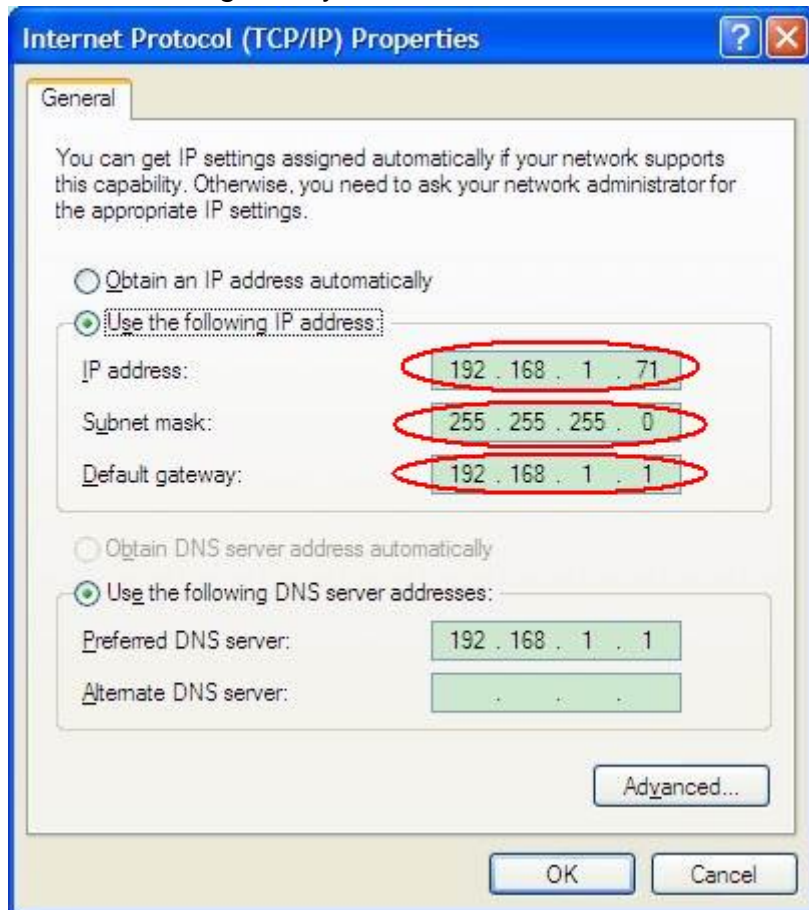 Internet Protocol (TCP/IP) Properties
General
You can get IP settings assigned automatically if your network supports
this capability. Otherwise, you need to ask your network administrator for
the appropriate IP settings.
Obtain an IP address automatically
Use the following IP address:
IP address: 192 . 168 . 1 . 71
Subnet mask: 255 . 255 . 255 . 0
Default gateway: 192 . 168 . 1 . 1
Obtain DNS server address automatically
Use the following DNS server addresses:
Preferred DNS server: 192 . 168 . 1 . 1
Alternate DNS server: . . .
Advanced...
OK Cancel